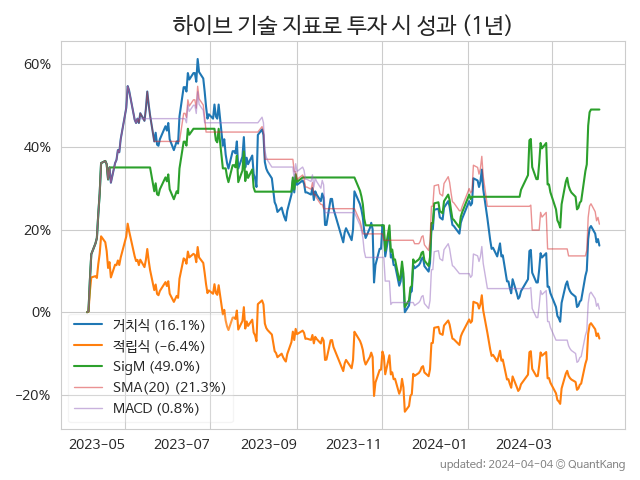 하이브 기술 지표로 투자 시 성과 (1년)
60%
40%
20%
0%
−20%
거치식 (16.1%)
적립식 (−6.4%)
SigM (49.0%)
SMA(20) (21.3%)
MACD (0.8%)
2023-05
2023-07
2023-09
2023-11
2024-01
2024-03
updated: 2024-04-04 © QuantKang